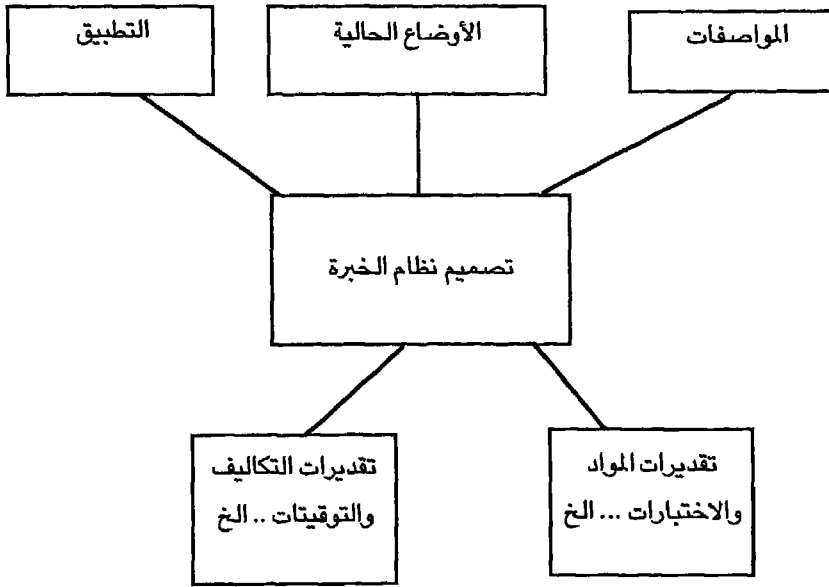 المواصفات
الأوضاع الحالية
التطبيق
تصميم نظام الخبرة
تقديرات المواد
والاختبارات ... الخ
تقديرات التكاليف
والتوقيتات .. الخ